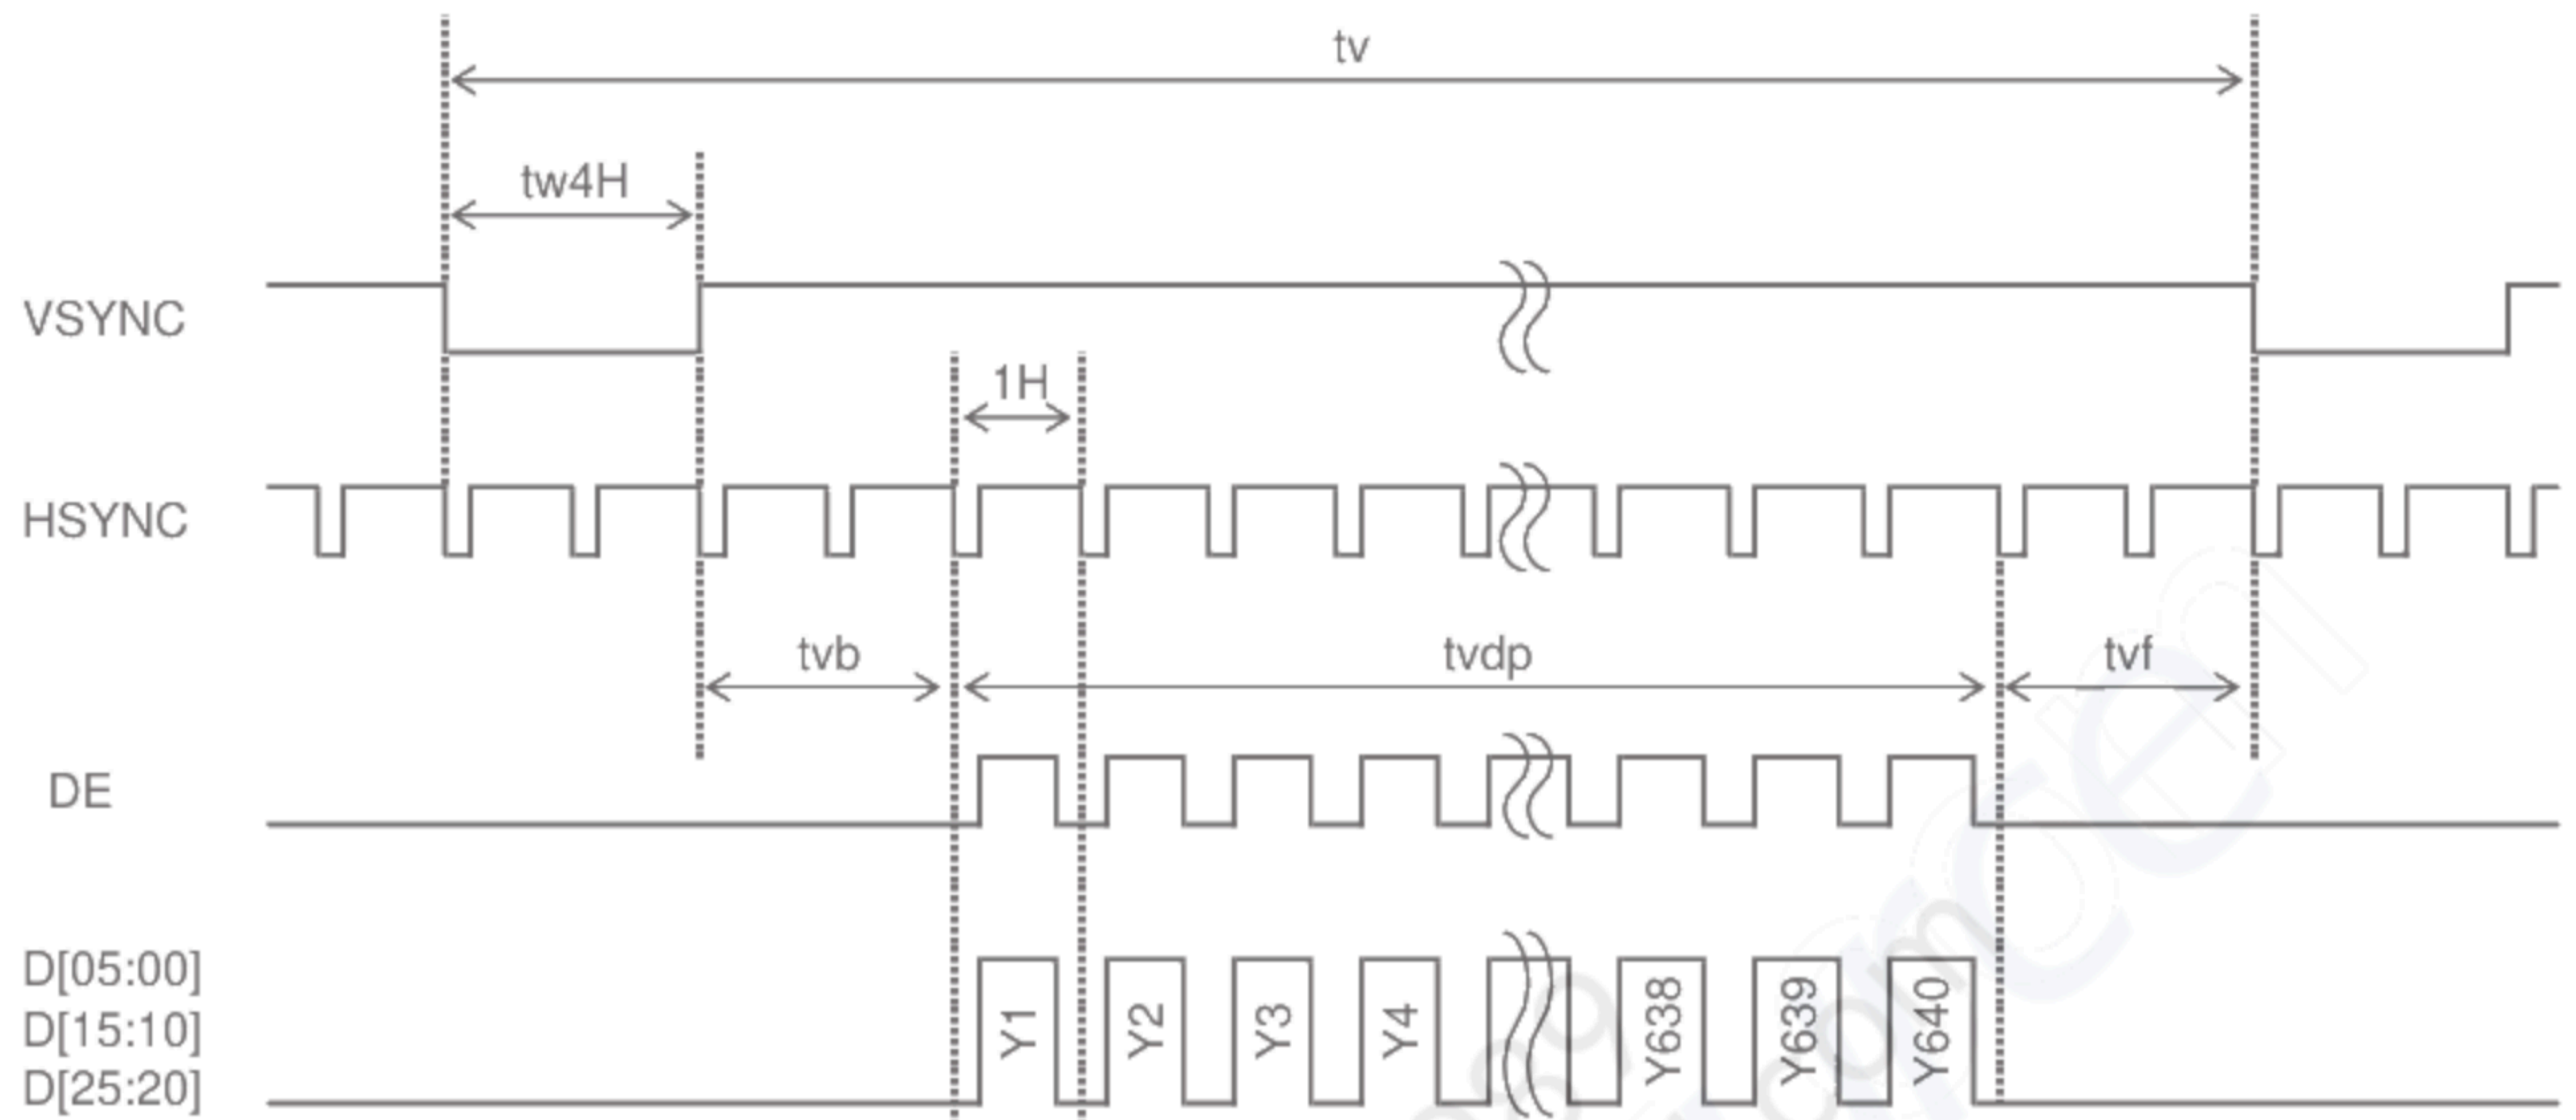 tv
tw4H
VSYNC
1H
HSYNC
tvb
tvdp
tvf
DE
D[05:00]
D[15:10]
D[25:20]
Y1
Y2
Y3
Y4
Y638
Y639
Y640